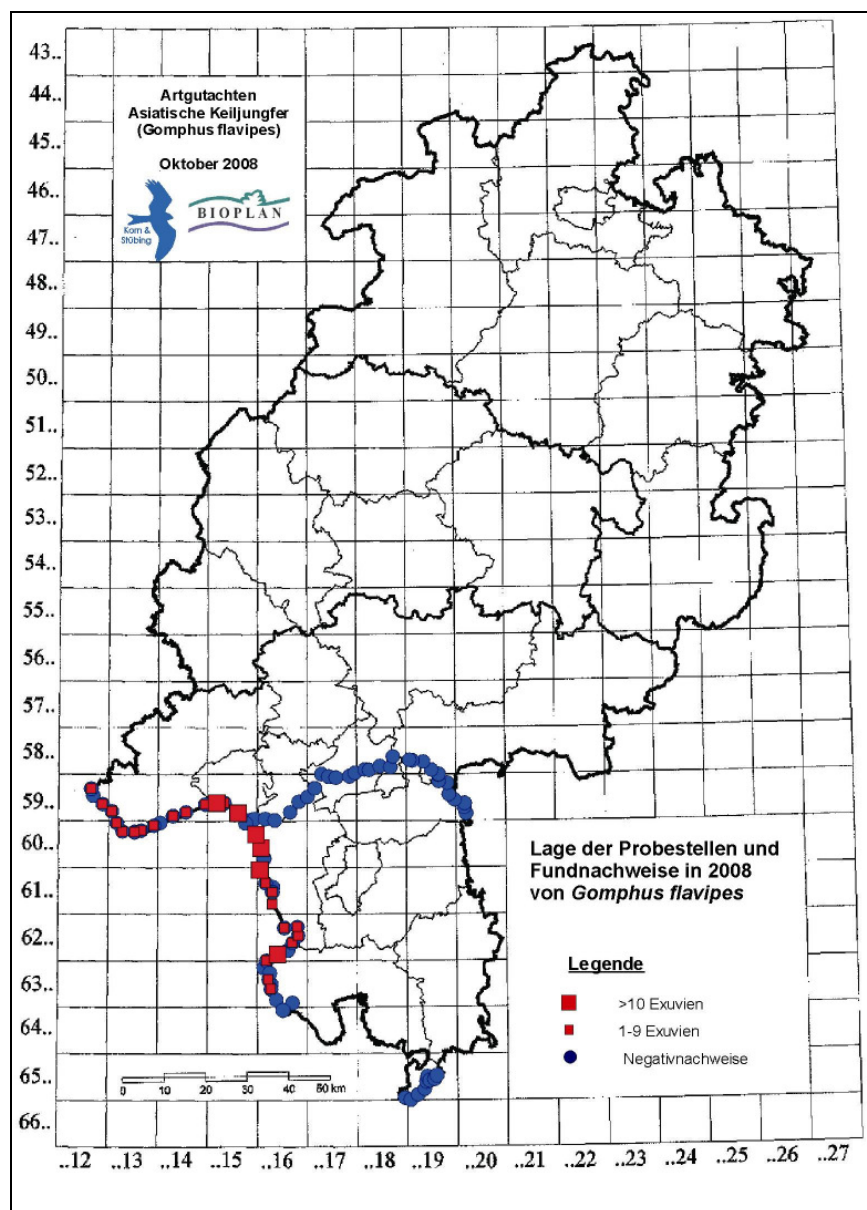 43..
44..
45..
46..
47..
48..
49..
50..
51..
52..
53..
54..
55..
56..
57..
58..
59..
60..
61..
62..
63..
64..
65..
66..
Artgutachten
Asiatische Keiljungfer
(Gomphus flavipes)
Oktober 2008
Korn &
Stübing
BIOPLAN
Lage der Probestellen und
Fundnachweise in 2008
von Gomphus flavipes
Legende
>10 Exuvien
1-9 Exuvien
Negativnachweise
0 10 20 30 40 50 km
..12 ..13 ..14 ..15 ..16 ..17 ..18 ..19 ..20 ..21 ..22 ..23 ..24 ..25 ..26 ..27